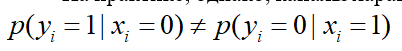 p(y_i = 1 | x_i = 0) ≠ p(y_i = 0 | x_i = 1)